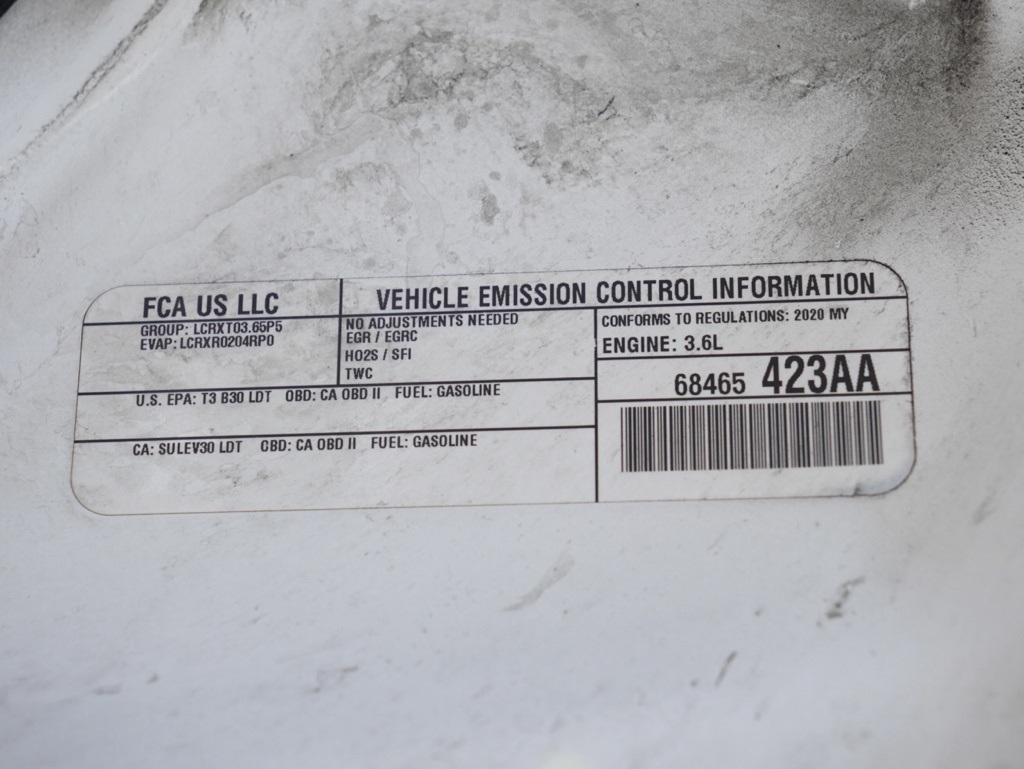 FCA US LLC
VEHICLE EMISSION CONTROL INFORMATION
GROUP: LCRXT03.65P5
EVAP: LCRXR0204RP0
NO ADJUSTMENTS NEEDED
EGR / EGRC
HO2S / SFI
TWC
CONFORMS TO REGULATIONS: 2020 MY
ENGINE: 3.6L
68465 423AA
U.S. EPA: T3 B30 LDT OBD: CA OBD II FUEL: GASOLINE
CA: SULEV30 LDT OBD: CA OBD II FUEL: GASOLINE